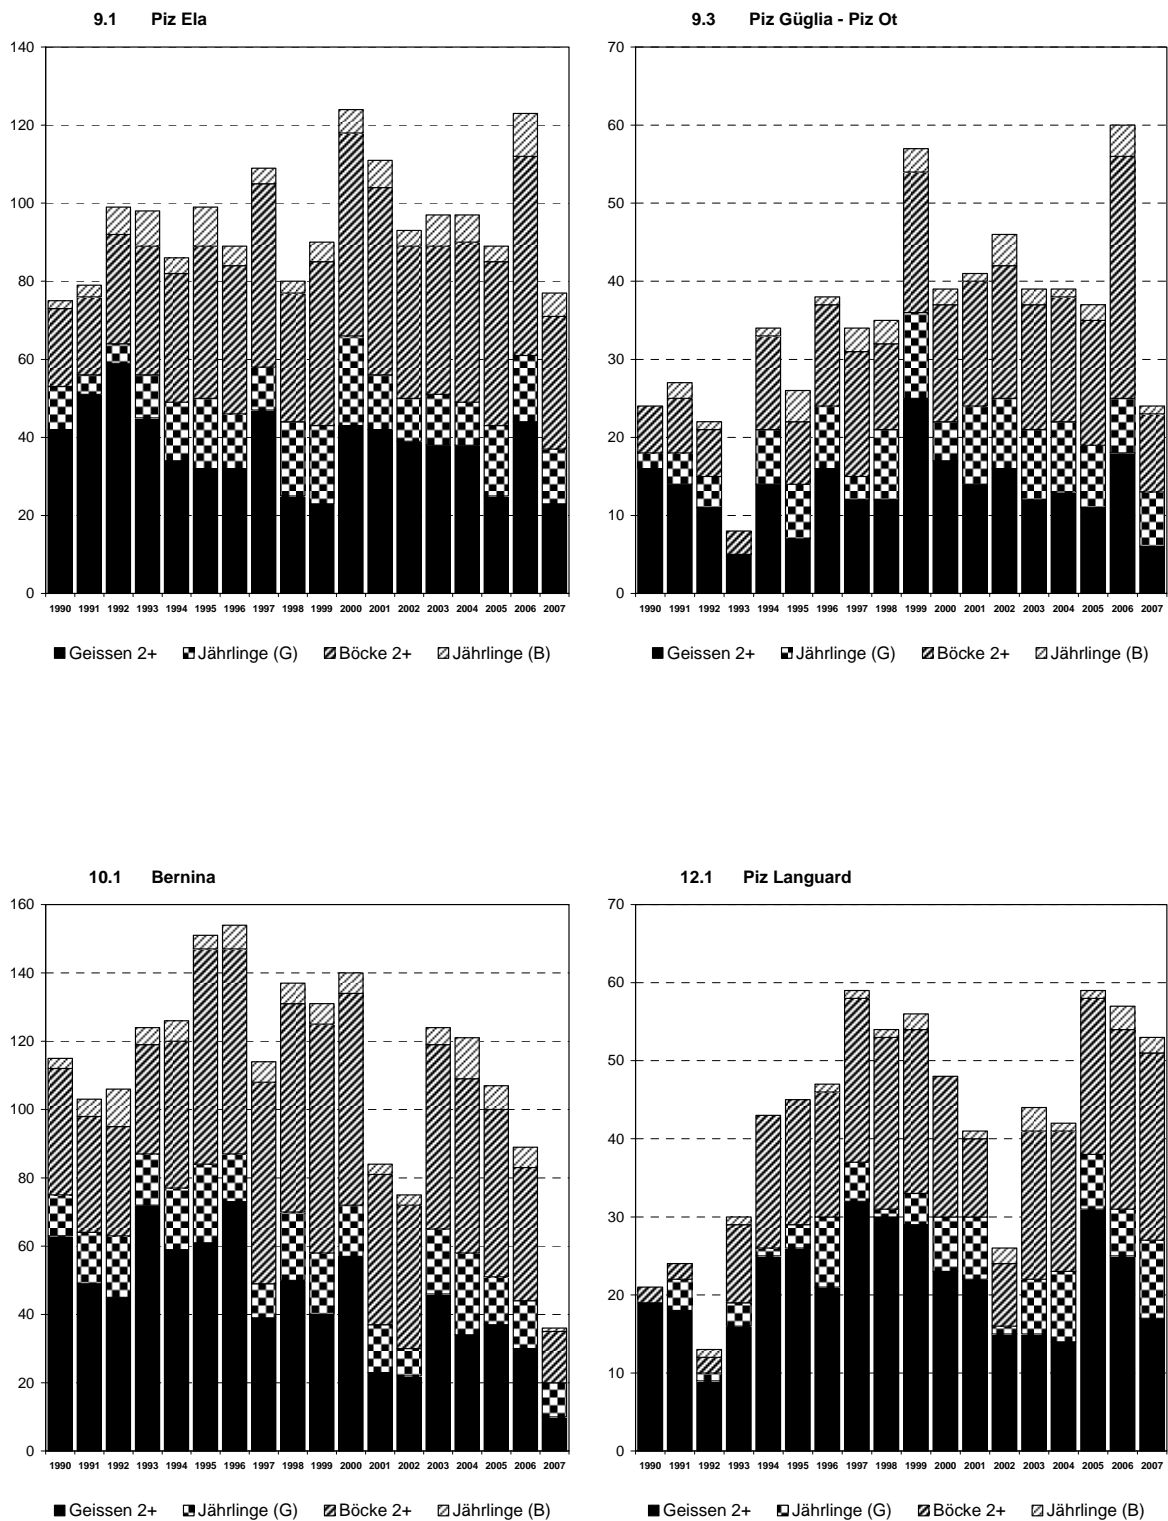 9.1 Piz Ela
140
120
100
80
60
40
20
0
1990 1991 1992 1993 1994 1995 1996 1997 1998 1999 2000 2001 2002 2003 2004 2005 2006 2007
Geissen 2+ Jährlinge (G) Böcke 2+ Jährlinge (B)
9.3 Piz Güglia - Piz Ot
70
60
50
40
30
20
10
0
1990 1991 1992 1993 1994 1995 1996 1997 1998 1999 2000 2001 2002 2003 2004 2005 2006 2007
Geissen 2+ Jährlinge (G) Böcke 2+ Jährlinge (B)
10.1 Bernina
160
140
120
100
80
60
40
20
0
1990 1991 1992 1993 1994 1995 1996 1997 1998 1999 2000 2001 2002 2003 2004 2005 2006 2007
Geissen 2+ Jährlinge (G) Böcke 2+ Jährlinge (B)
12.1 Piz Languard
70
60
50
40
30
20
10
0
1990 1991 1992 1993 1994 1995 1996 1997 1998 1999 2000 2001 2002 2003 2004 2005 2006 2007
Geissen 2+ Jährlinge (G) Böcke 2+ Jährlinge (B)